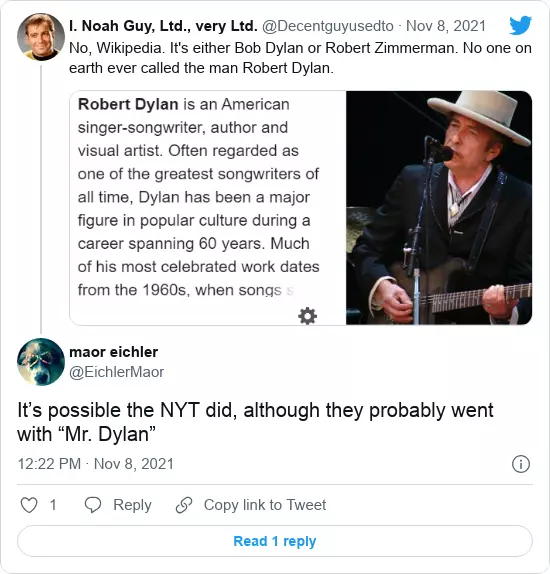 I. Noah Guy, Ltd., very Ltd. @Decentguyusedto · Nov 8, 2021
No, Wikipedia. It's either Bob Dylan or Robert Zimmerman. No one on
earth ever called the man Robert Dylan.
Robert Dylan is an American
singer-songwriter, author and
visual artist. Often regarded as
one of the greatest songwriters of
all time, Dylan has been a major
figure in popular culture during a
career spanning 60 years. Much
of his most celebrated work dates
from the 1960s, when songs s
maor eichler
@EichlerMaor
It’s possible the NYT did, although they probably went
with “Mr. Dylan”
12:22 PM · Nov 8, 2021
1 Reply Copy link to Tweet
Read 1 reply